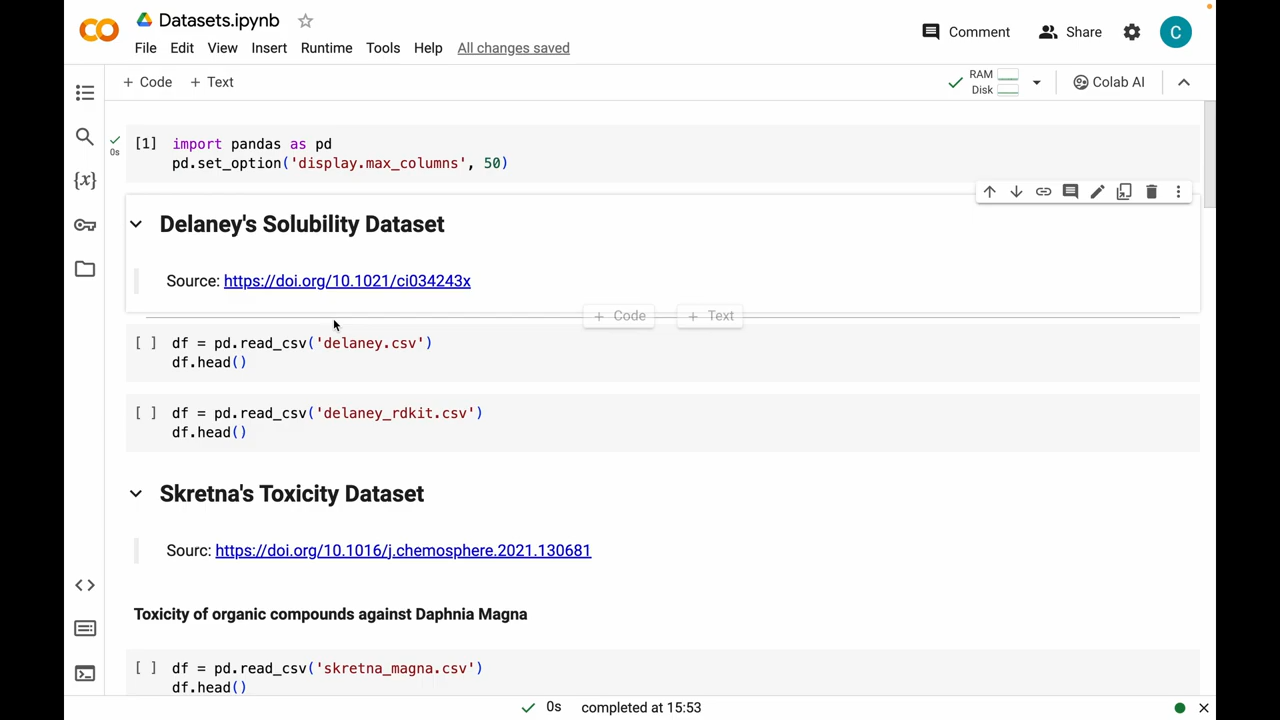 Datasets.ipynb
File Edit View Insert Runtime Tools Help All changes saved
Comment Share C
+ Code + Text
RAM
Disk
Colab AI
[1] import pandas as pd
0s
pd.set_option('display.max_columns', 50)
Delaney's Solubility Dataset
Source: https://doi.org/10.1021/ci034243x
+ Code + Text
[ ] df = pd.read_csv('delaney.csv')
df.head()
[ ] df = pd.read_csv('delaney_rdkit.csv')
df.head()
Skretna's Toxicity Dataset
Sourc: https://doi.org/10.1016/j.chemosphere.2021.130681
Toxicity of organic compounds against Daphnia Magna
[ ] df = pd.read_csv('skretna_magna.csv')
df.head()
0s completed at 15:53